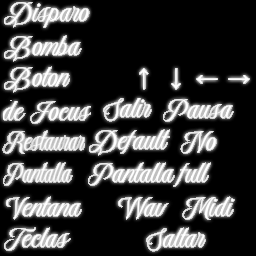 Disparo
Bomba
Boton ↑ ↓ ← →
de focus Salir Pausa
Restaurar Default No
Pantalla Pantalla full
Ventana Wav Midi
Teclas Saltar